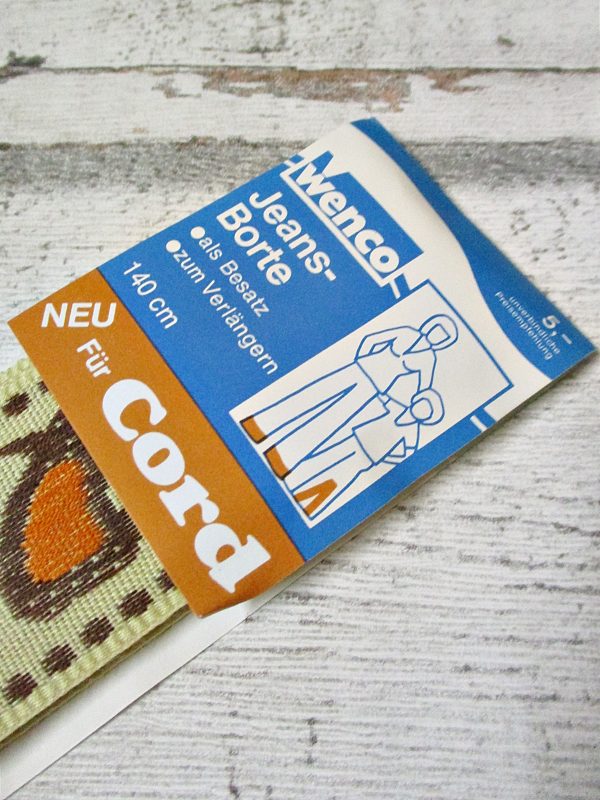 wenco
Jeans-
Borte
●als Besatz
●zum Verlängern
140 cm
5,-
unverbindliche
Preisempfehlung
NEU
Für
Cord